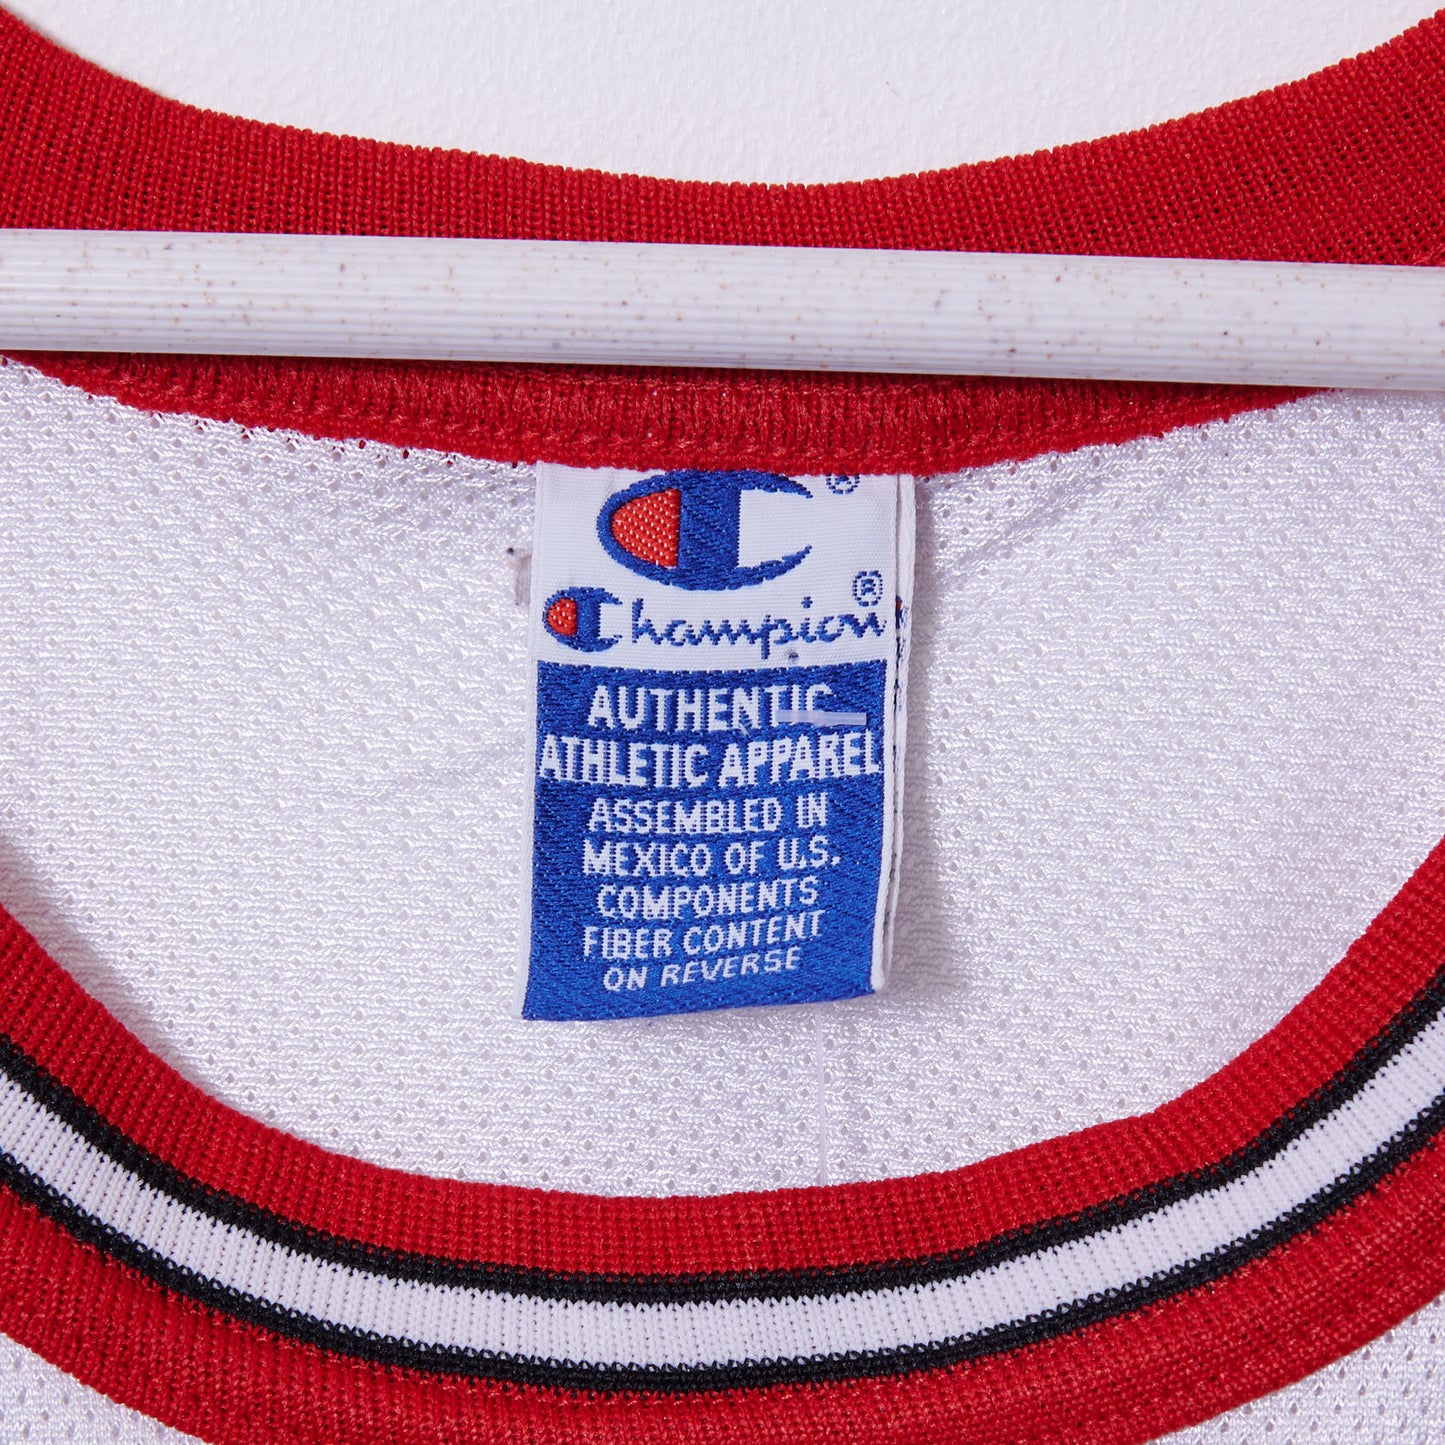 ®
Champion®
AUTHENTIC
ATHLETIC APPAREL
ASSEMBLED IN
MEXICO OF U.S.
COMPONENTS
FIBER CONTENT
ON REVERSE